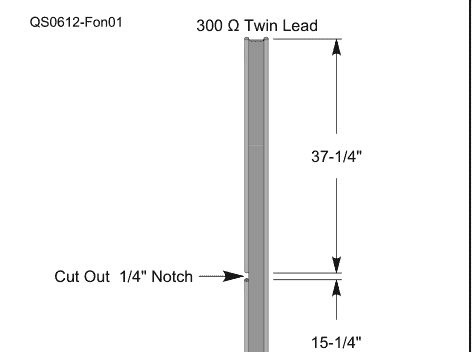 QS0612-Fon01
300 Ω Twin Lead
37-1/4"
Cut Out  1/4" Notch
15-1/4"